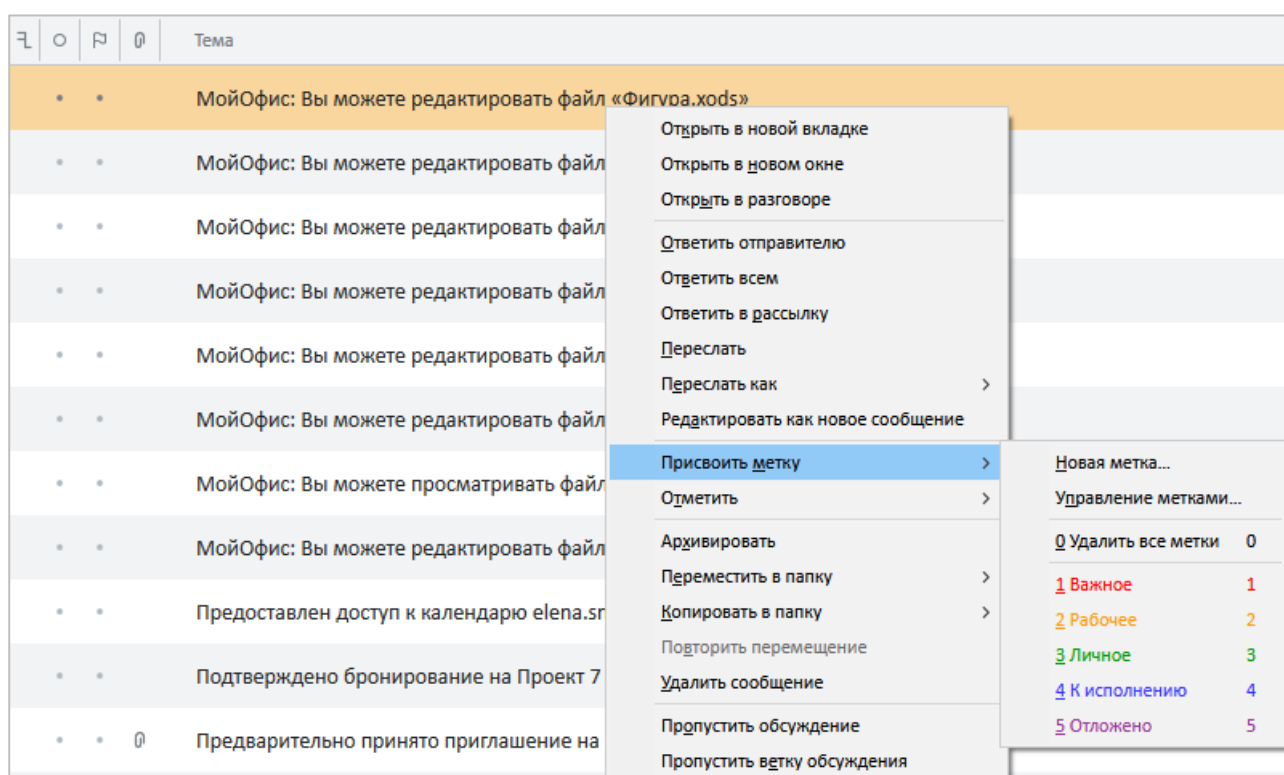 Тема
МойОфис: Вы можете редактировать файл «Фигура.xods»
МойОфис: Вы можете редактировать файл
МойОфис: Вы можете редактировать файл
МойОфис: Вы можете редактировать файл
МойОфис: Вы можете редактировать файл
МойОфис: Вы можете редактировать файл
МойОфис: Вы можете просматривать файл
МойОфис: Вы можете редактировать файл
Предоставлен доступ к календарю
Подтверждено бронирование на Проект 7
Предварительно принято приглашение на
Открыть в новой вкладке
Открыть в новом окне
Открыть в разговоре
Ответить отправителю
Ответить всем
Ответить в рассылку
Переслать
Переслать как
Редактировать как новое сообщение
Присвоить метку
Отметить
Архивировать
Переместить в папку
Копировать в папку
Повторить перемещение
Удалить сообщение
Пропустить обсуждение
Пропустить ветку обсуждения
Новая метка...
Управление метками...
0 Удалить все метки 0
1 Важное 1
2 Рабочее 2
3 Личное 3
4 К исполнению 4
5 Отложено 5